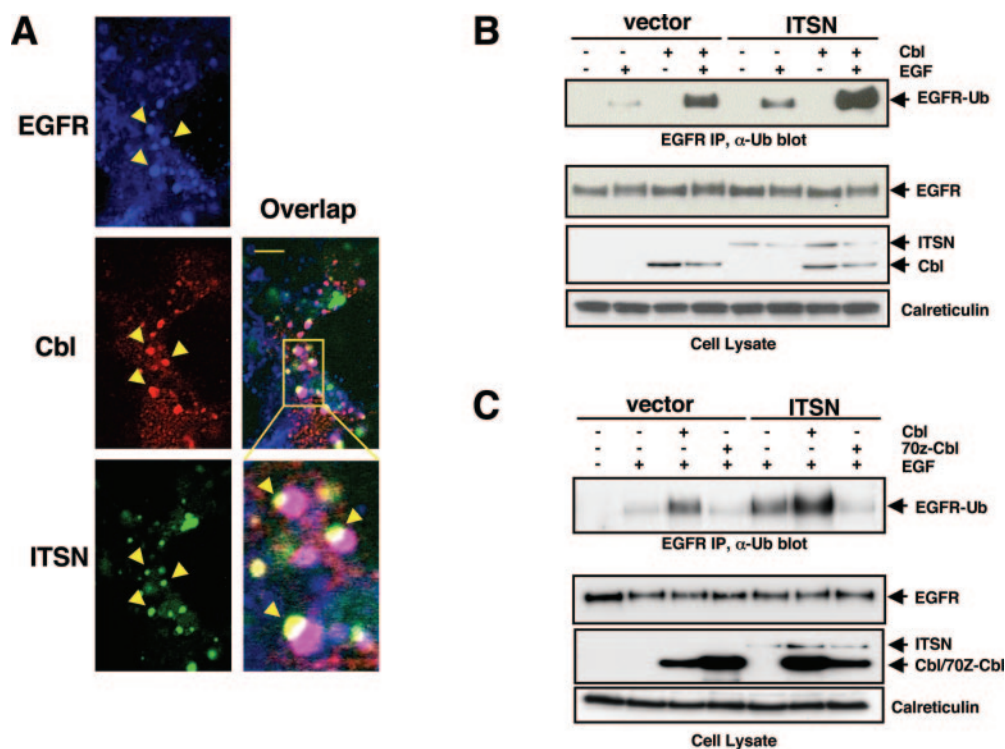 A
EGFR
Overlap
Cbl
ITSN
B
vector ITSN
- - + + - - + + Cbl
- + - + - + - + EGF
EGFR-Ub
EGFR IP, α-Ub blot
EGFR
ITSN
Cbl
Calreticulin
Cell Lysate
C
vector ITSN
- - + - - + - Cbl
- - - + - - + 70z-Cbl
- + + + + + + EGF
EGFR-Ub
EGFR IP, α-Ub blot
EGFR
ITSN
Cbl/70Z-Cbl
Calreticulin
Cell Lysate